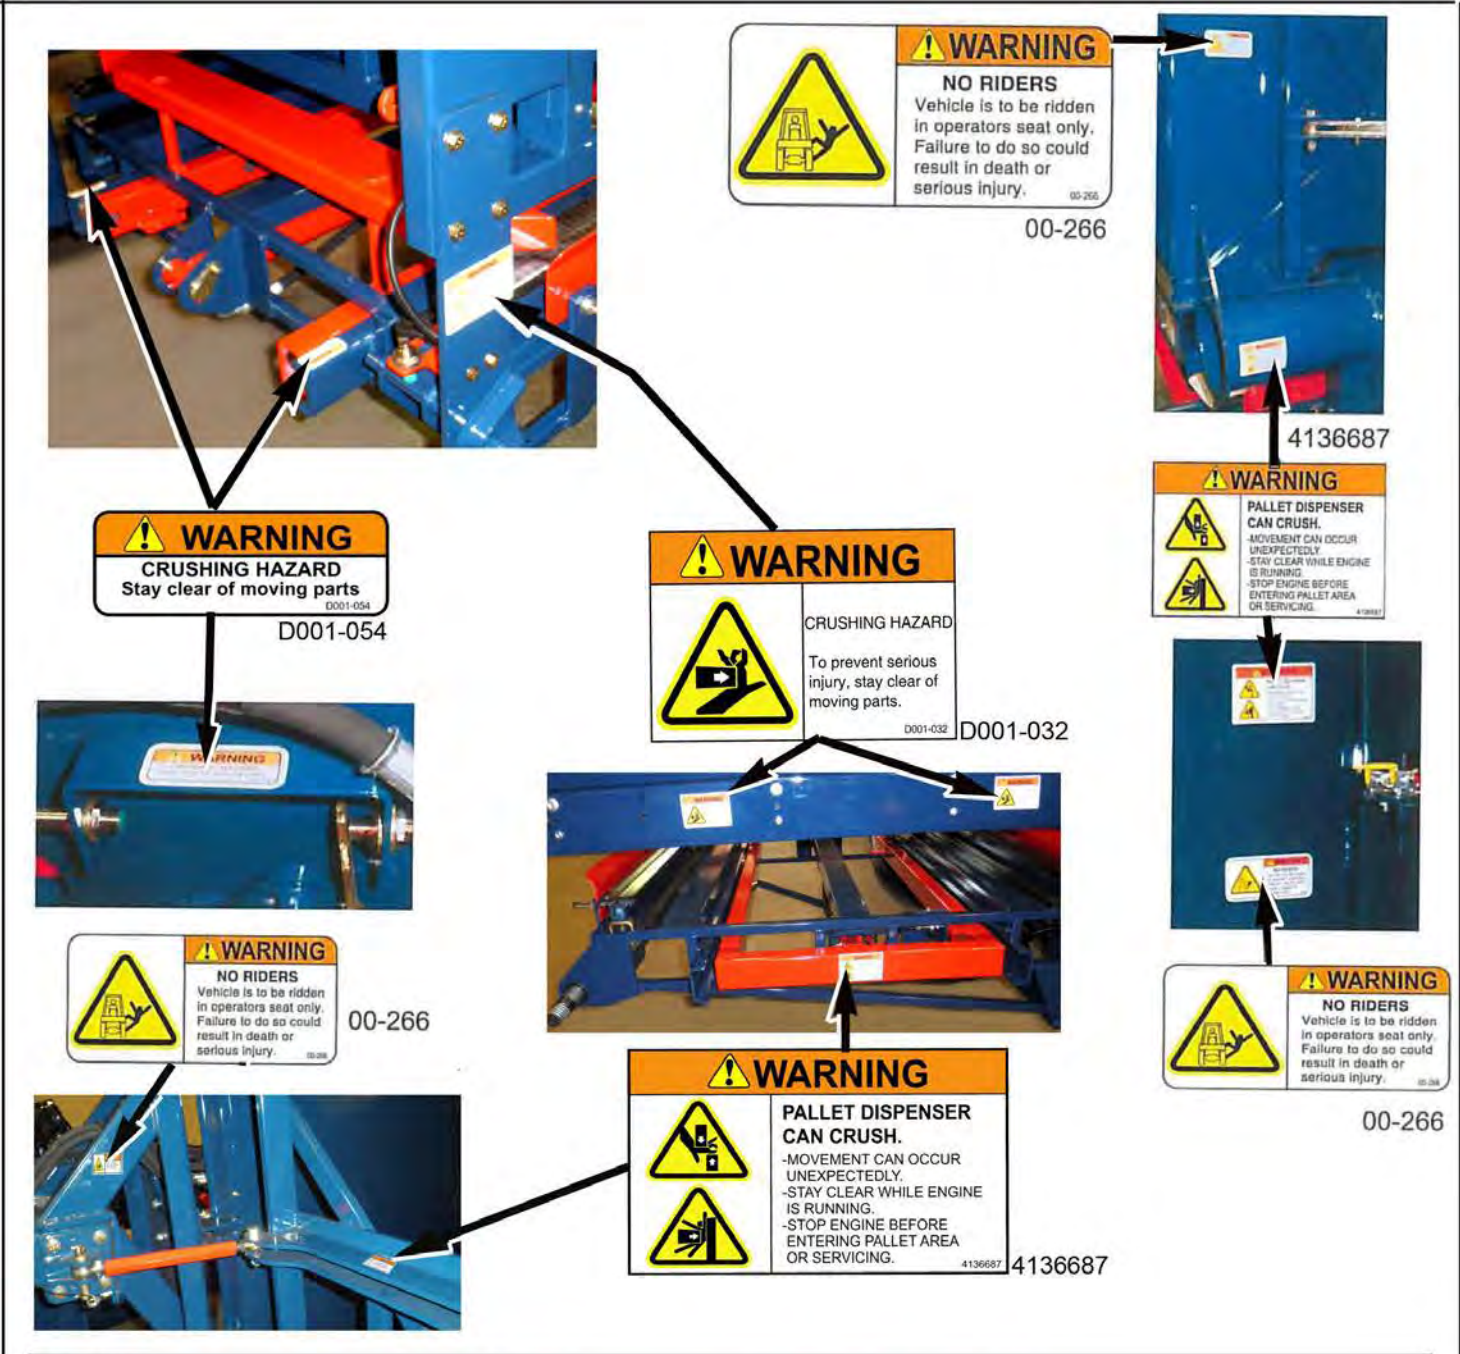 WARNING
NO RIDERS
Vehicle is to be ridden
in operators seat only.
Failure to do so could
result in death or
serious injury.
00-266
00-266
4136687
WARNING
PALLET DISPENSER
CAN CRUSH.
-MOVEMENT CAN OCCUR
UNEXPECTEDLY.
-STAY CLEAR WHILE ENGINE
IS RUNNING.
-STOP ENGINE BEFORE
ENTERING PALLET AREA
OR SERVICING.
4136687
WARNING
CRUSHING HAZARD
Stay clear of moving parts
D001-054
D001-054
WARNING
CRUSHING HAZARD
To prevent serious
injury, stay clear of
moving parts.
D001-032
D001-032
WARNING
WARNING
NO RIDERS
Vehicle is to be ridden
in operators seat only.
Failure to do so could
result in death or
serious injury.
00-266
00-266
WARNING
NO RIDERS
Vehicle is to be ridden
in operators seat only.
Failure to do so could
result in death or
serious injury.
00-266
00-266
WARNING
PALLET DISPENSER
CAN CRUSH.
-MOVEMENT CAN OCCUR
UNEXPECTEDLY.
-STAY CLEAR WHILE ENGINE
IS RUNNING.
-STOP ENGINE BEFORE
ENTERING PALLET AREA
OR SERVICING.
4136687
4136687